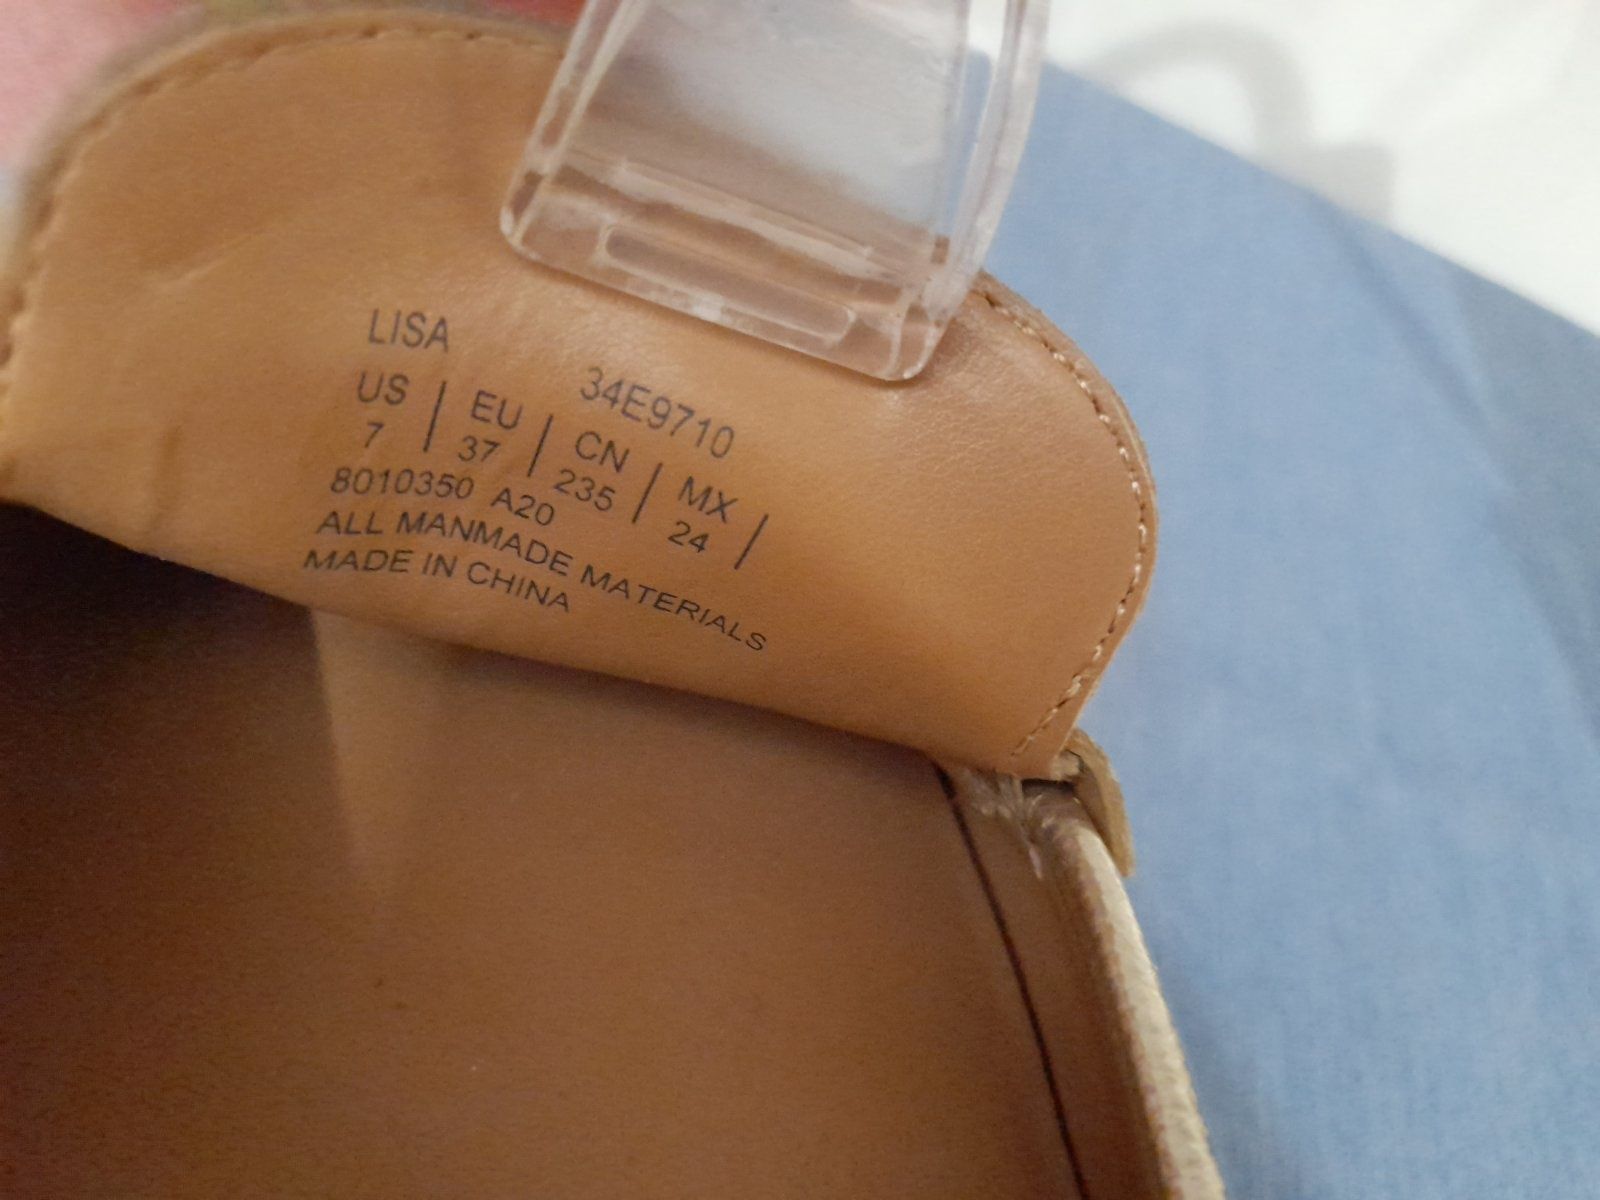 LISA 34E9710
US | EU | CN | MX |
7 | 37 | 235 | 24 |
8010350 A20
ALL MANMADE MATERIALS
MADE IN CHINA